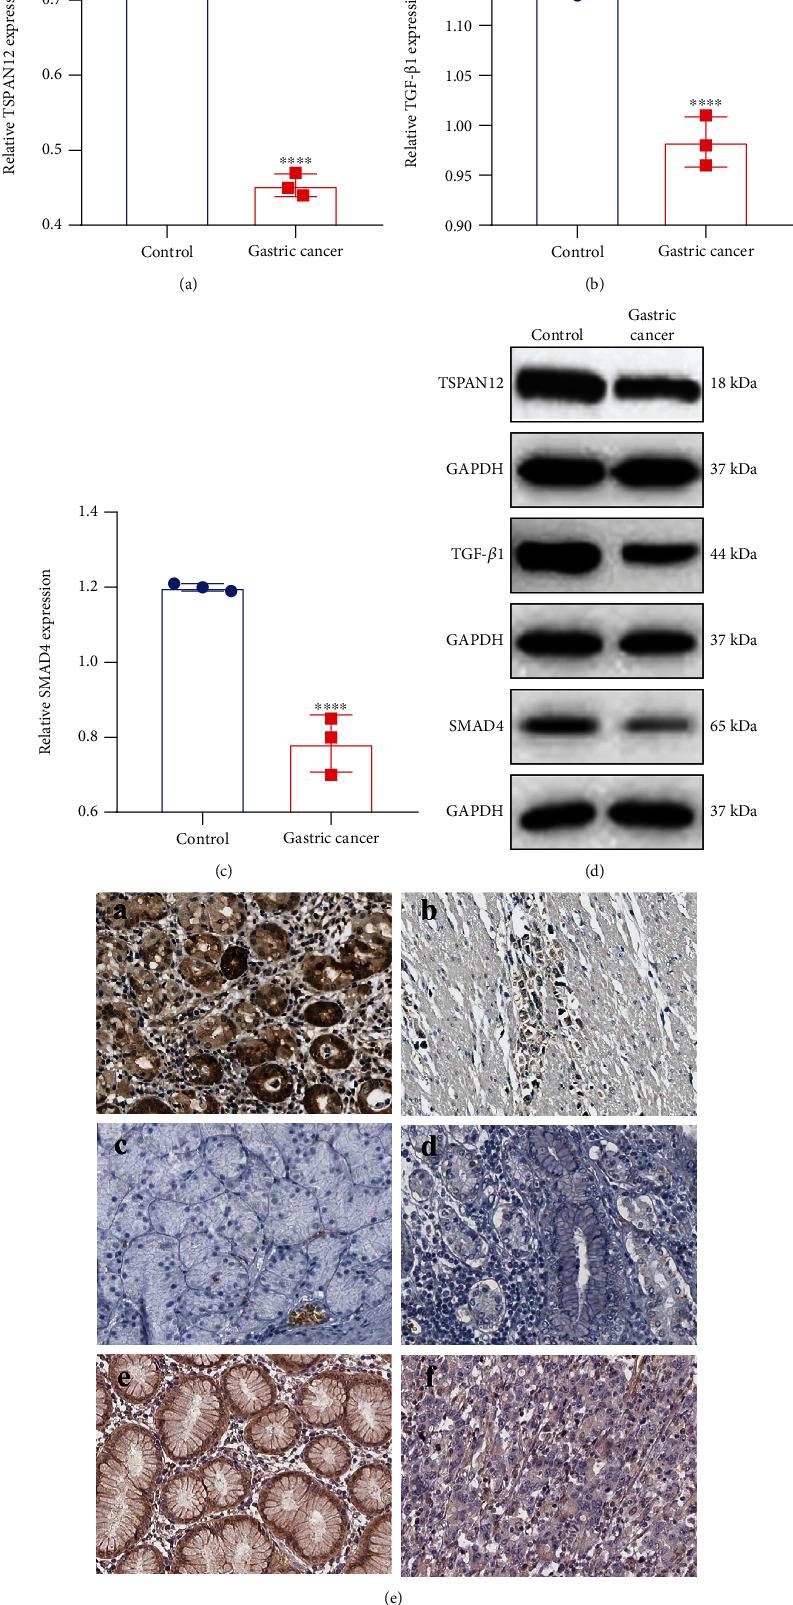 Relative TSPAN12 express
0.7
0.6
0.5
0.4
****
Control
Gastric cancer
(a)
Relative TGF-β1 expressi
1.10
1.05
1.00
0.95
0.90
****
Control
Gastric cancer
(b)
Relative SMAD4 expression
1.4
1.2
1.0
0.8
0.6
****
Control
Gastric cancer
(c)
Control
Gastric
cancer
TSPAN12 18 kDa
GAPDH 37 kDa
TGF-β1 44 kDa
GAPDH 37 kDa
SMAD4 65 kDa
GAPDH 37 kDa
(d)
a
b
c
d
e
f
(e)